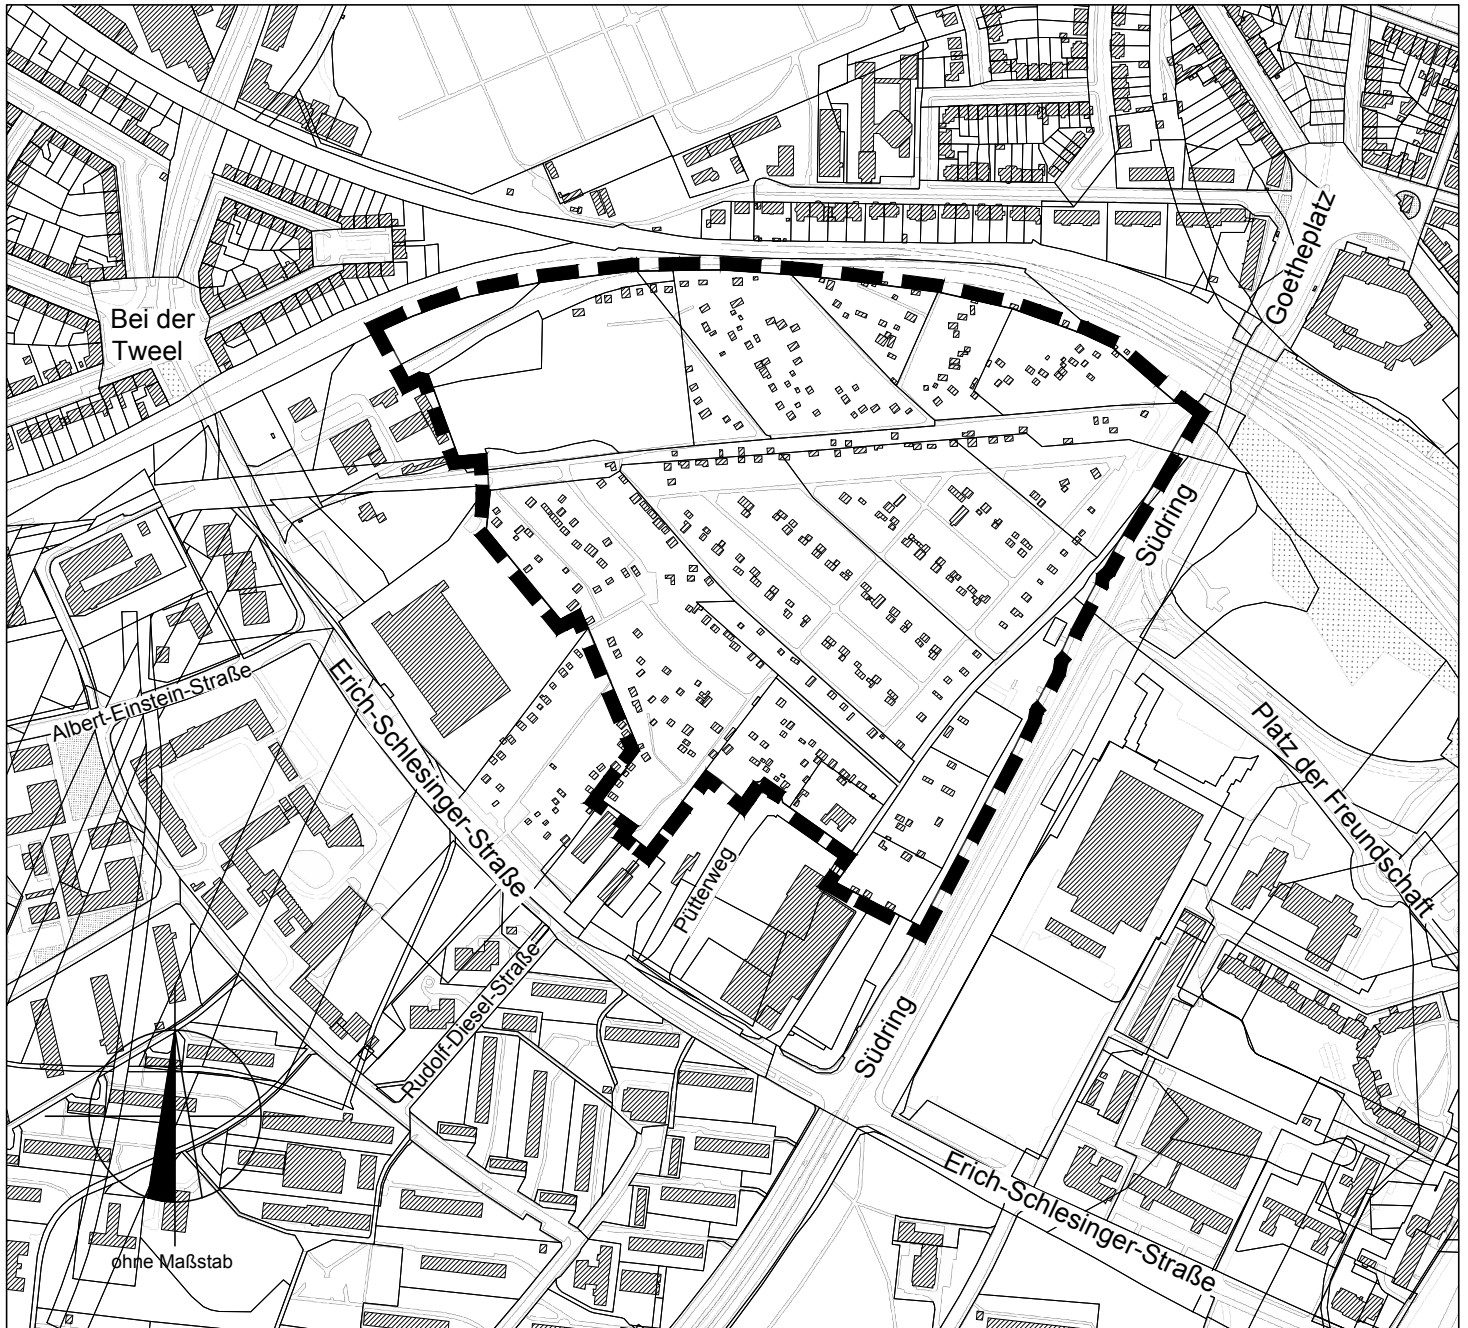 Goetheplatz
Bei der
Tweel
Südring
Albert-Einstein-Straße
Erich-Schlesinger-Straße
Platz der Freundschaft
Pütterweg
Rudolf-Diesel-Straße
Südring
Erich-Schlesinger-Straße
ohne Maßstab